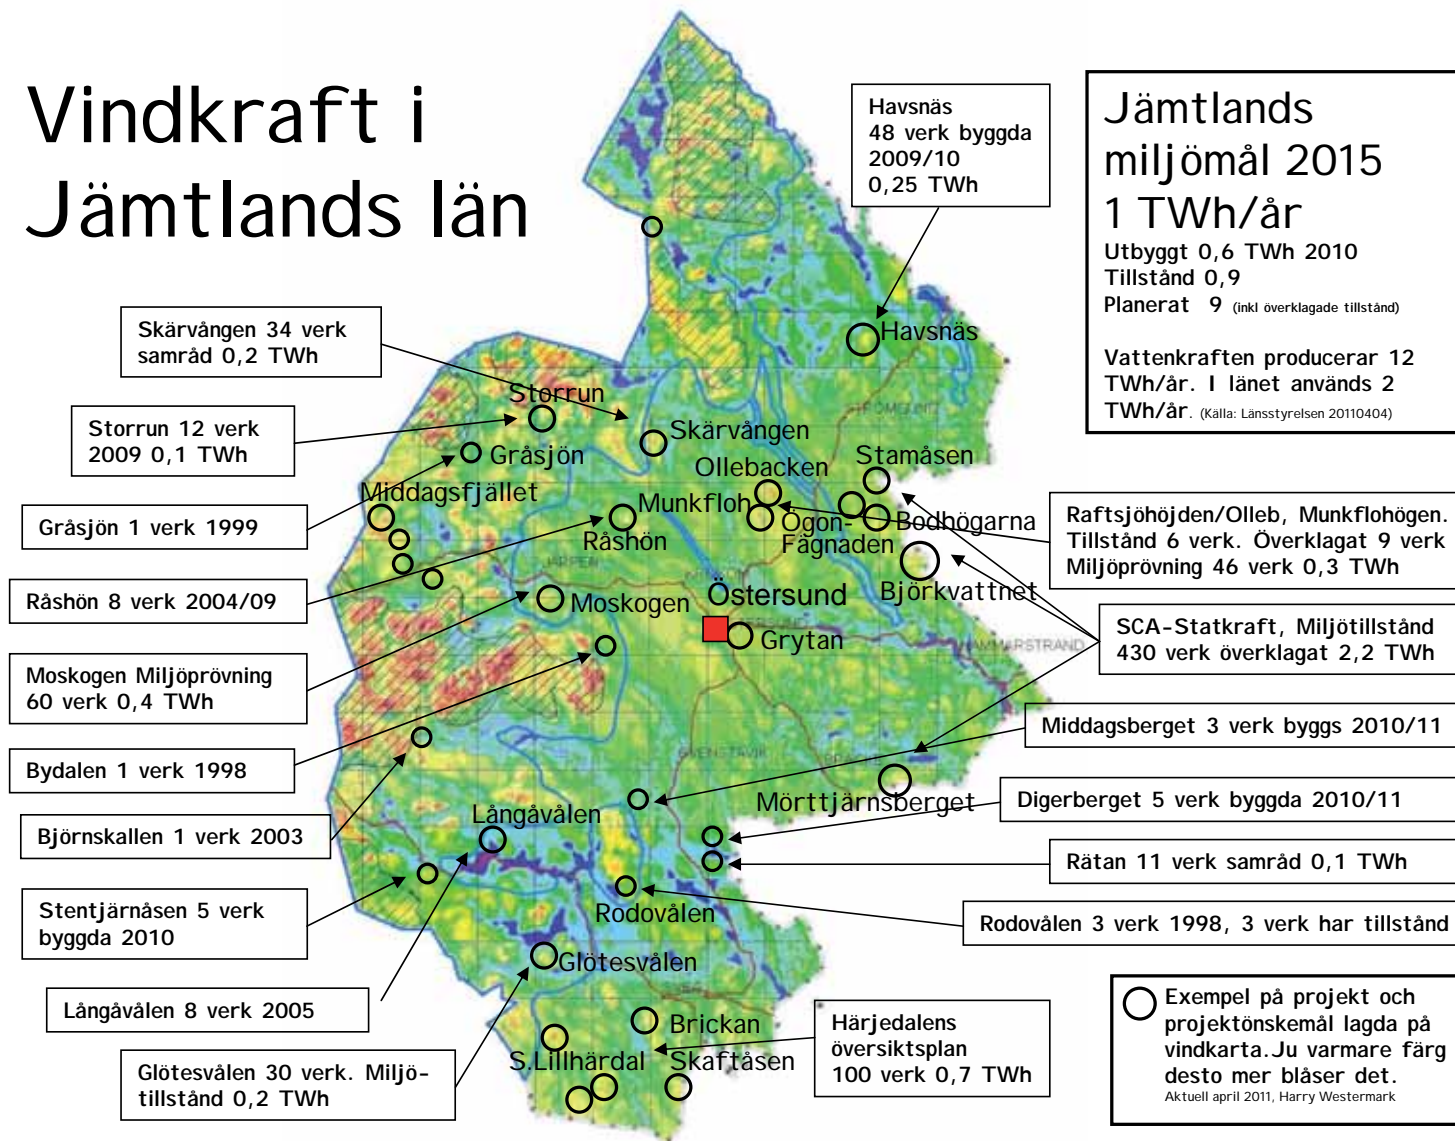 Vindkraft i
Jämtlands län
Havsnäs
48 verk byggda
2009/10
0,25 TWh
Jämtlands
miljömål 2015
1 TWh/år
Utbyggt 0,6 TWh 2010
Tillstånd 0,9
Planerat 9 (inkl överklagade tillstånd)
Vattenkraften producerar 12
TWh/år. I länet används 2
TWh/år. (Källa: Länsstyrelsen 20110404)
Skärvången 34 verk
samråd 0,2 TWh
Storrun 12 verk
2009 0,1 TWh
Gråsjön 1 verk 1999
Råshön 8 verk 2004/09
Moskogen Miljöprövning
60 verk 0,4 TWh
Bydalen 1 verk 1998
Björnskallen 1 verk 2003
Stentjärnåsen 5 verk
byggda 2010
Långåvålen 8 verk 2005
Glötesvålen 30 verk. Miljö-
tillstånd 0,2 TWh
Havsnäs
STRÖMSUND
Storrun
Skärvången
Gråsjön
Ollebacken
Stamåsen
Middagsfjället
Munkfloh
Råshön
Ögon-
Fägnaden
Bodhögarna
JÄRPEN
Björkvattnet
Moskogen
Östersund
Grytan
HAMMARSTRAND
SVENSTAVIK
BRÄCKE
Mörttjärnsberget
Långåvålen
Rodovålen
Glötesvålen
Brickan
S.Lillhärdal
Skaftåsen
Raftsjöhöjden/Olleb, Munkflohögen.
Tillstånd 6 verk. Överklagat 9 verk
Miljöprövning 46 verk 0,3 TWh
SCA-Statkraft, Miljötillstånd
430 verk överklagat 2,2 TWh
Middagsberget 3 verk byggs 2010/11
Digerberget 5 verk byggda 2010/11
Rätan 11 verk samråd 0,1 TWh
Rodovålen 3 verk 1998, 3 verk har tillstånd
Härjedalens
översiktsplan
100 verk 0,7 TWh
Exempel på projekt och
projektönskemål lagda på
vindkarta.Ju varmare färg
desto mer blåser det.
Aktuell april 2011, Harry Westermark